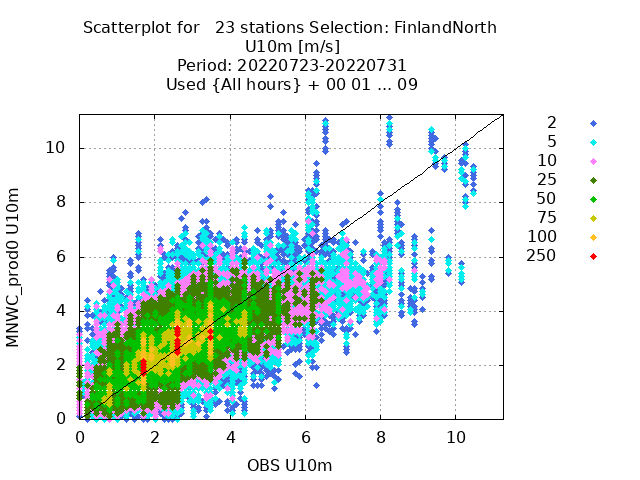 Scatterplot for   23 stations Selection: FinlandNorth
U10m [m/s]
Period: 20220723-20220731
Used {All hours} + 00 01 ... 09
2
5
10
25
50
75
100
250
MNWC_prod0 U10m
10
8
6
4
2
0
0 2 4 6 8 10
OBS U10m